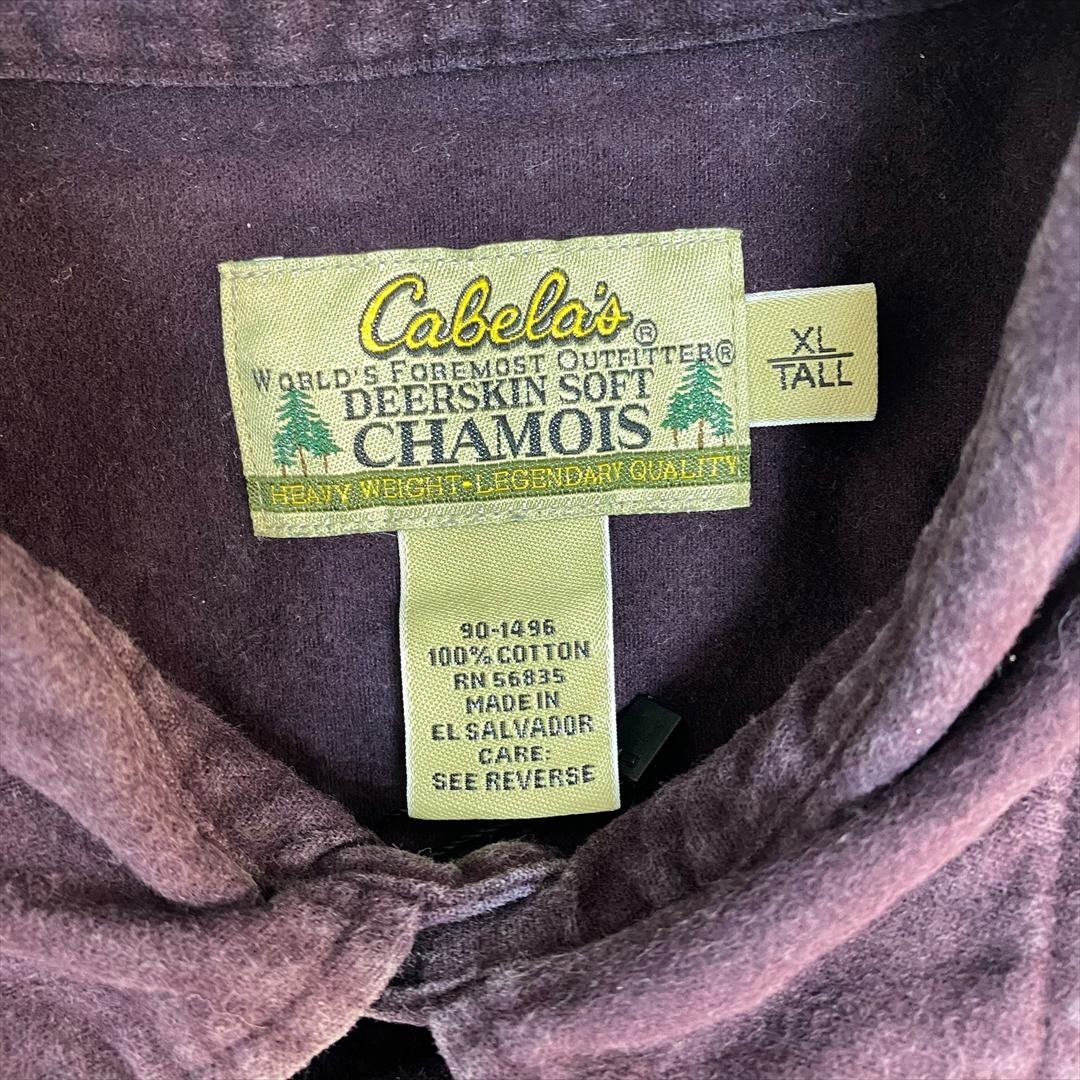 Cabela's®
WORLD'S FOREMOST OUTFITTER®
DEERSKIN SOFT
CHAMOIS
HEAVY WEIGHT•LEGENDARY QUALITY
XL
TALL
90-1496
100% COTTON
RN 56835
MADE IN
EL SALVADOR
CARE:
SEE REVERSE